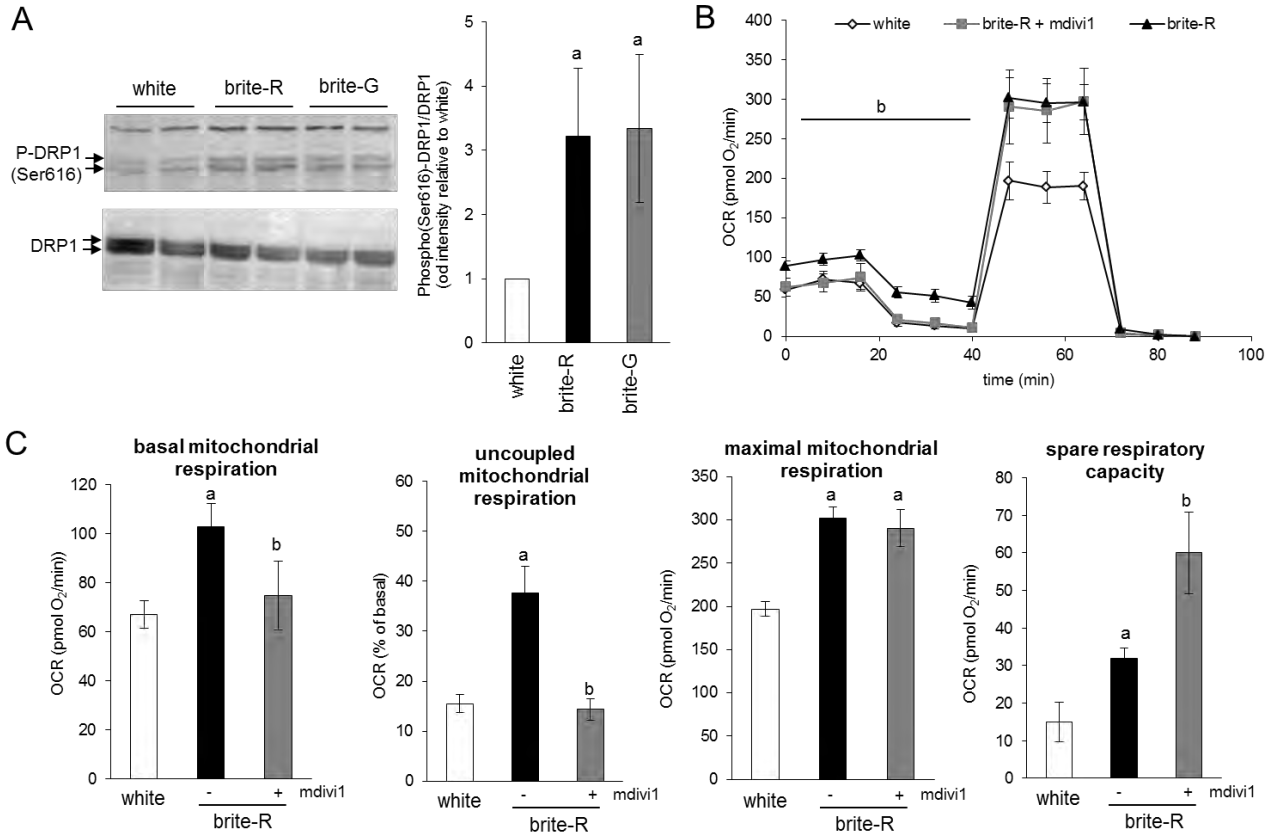 A
white brite-R brite-G
P-DRP1
(Ser616)
DRP1
Phospho(Ser616)-DRP1/DRP1
(od intensity relative to white)
5
4
3
2
1
0
a a
white brite-R brite-G
B
white brite-R + mdivi1 brite-R
OCR (pmol O2/min)
400
350
300
250
200
150
100
50
0
b
0 20 40 60 80 100
time (min)
C
basal mitochondrial
respiration
OCR (pmol O2/min))
120
100
80
60
40
20
0
a b
- + mdivi1
white
brite-R
uncoupled
mitochondrial
respiration
OCR (% of basal)
60
50
40
30
20
10
0
a b
- + mdivi1
white
brite-R
maximal mitochondrial
respiration
OCR (pmol O2/min)
350
300
250
200
150
100
50
0
a a
- + mdivi1
white
brite-R
spare respiratory
capacity
OCR (pmol O2/min)
80
70
60
50
40
30
20
10
0
a b
- + mdivi1
white
brite-R